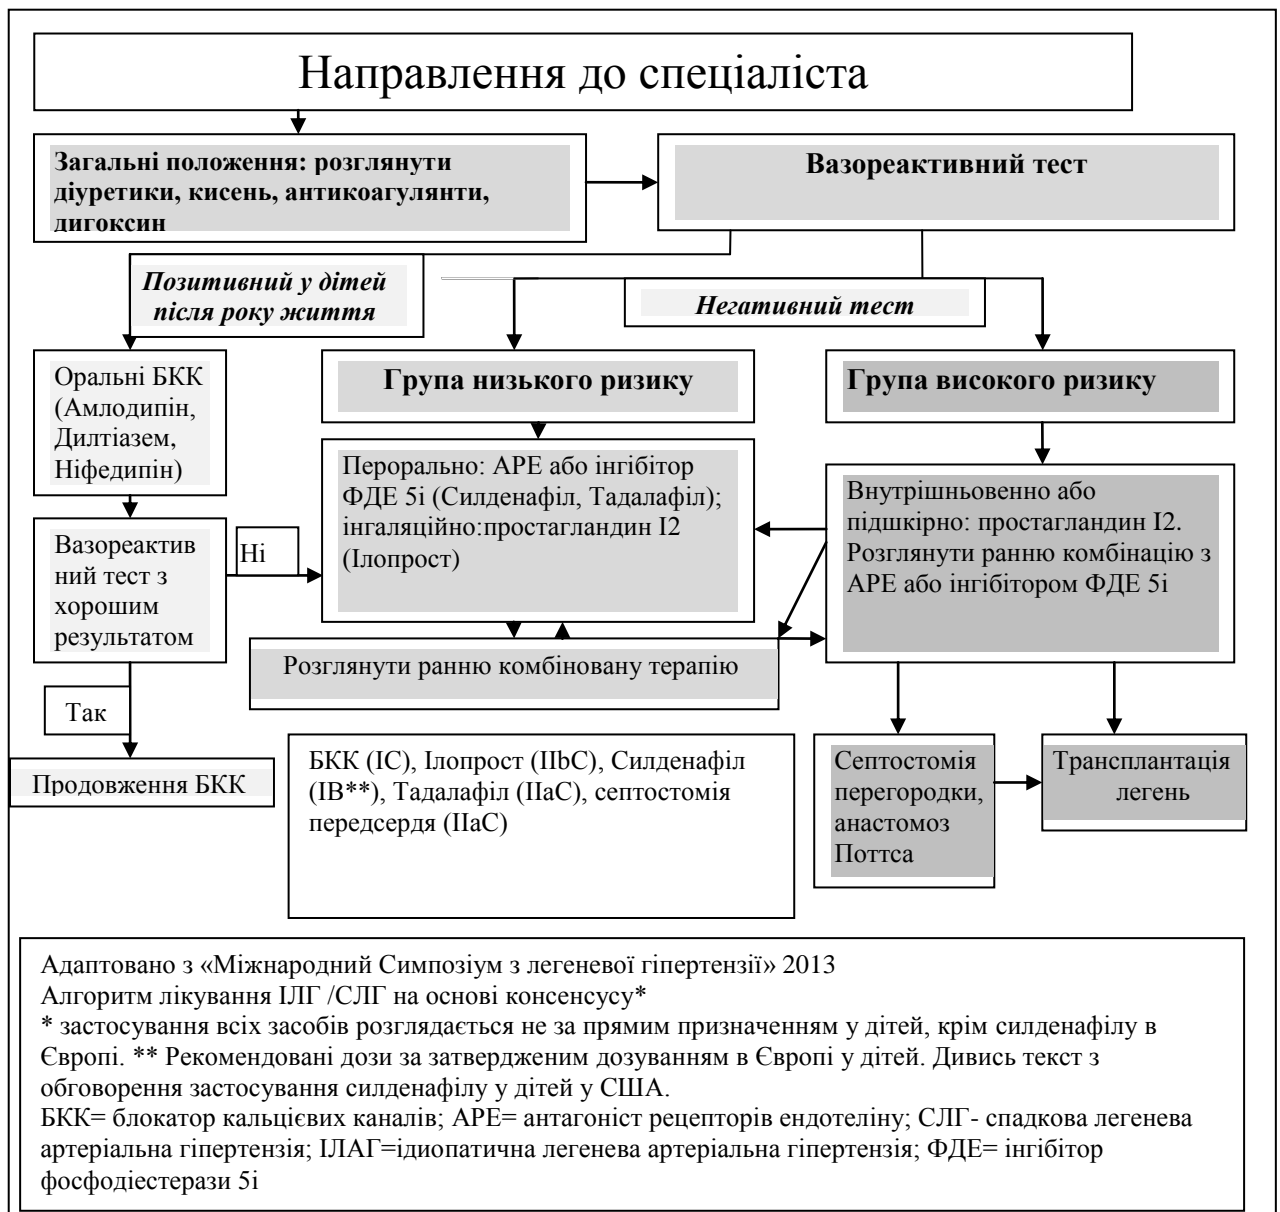 Направлення до спеціаліста
Загальні положення: розглянути
діуретики, кисень, антикоагулянти,
дигоксин
Вазореактивний тест
Позитивний у дітей
після року життя
Негативний тест
Оральні БКК
(Амлодипін,
Дилтіазем,
Ніфедипін)
Група низького ризику
Група високого ризику
Перорально: АРЕ або інгібітор
ФДЕ 5і (Силденафіл, Тадалафіл);
інгаляційно:простагландин І2
(Ілопрост)
Внутрішньовенно або
підшкірно: простагландин І2.
Розглянути ранню комбінацію з
АРЕ або інгібітором ФДЕ 5і
Вазореактив
ний тест з
хорошим
результатом
Ні
Розглянути ранню комбіновану терапію
Так
Продовження БКК
БКК (ІС), Ілопрост (ІІbС), Силденафіл
(ІВ**), Тадалафіл (ІІаС), септостомія
передсердя (ІІаС)
Септостомія
перегородки,
анастомоз
Поттса
Трансплантація
легень
Адаптовано з «Міжнародний Симпозіум з легеневої гіпертензії» 2013
Алгоритм лікування ІЛГ /СЛГ на основі консенсусу*
* застосування всіх засобів розглядається не за прямим призначенням у дітей, крім силденафілу в
Європі. ** Рекомендовані дози за затвердженим дозуванням в Європі у дітей. Дивись текст з
обговорення застосування силденафілу у дітей у США.
БКК= блокатор кальцієвих каналів; АРЕ= антагоніст рецепторів ендотеліну; СЛГ- спадкова легенева
артеріальна гіпертензія; ІЛАГ=ідиопатична легенева артеріальна гіпертензія; ФДЕ= інгібітор
фосфодіестерази 5і